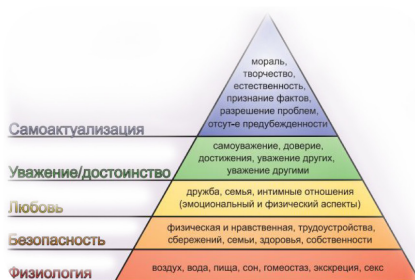 мораль,
творчество,
естественность,
признание фактов,
разрешение проблем,
отсут-е предубежденности
Самоактуализация
самоуважение, доверие,
достижения, уважение других,
уважение другими
Уважение/достоинство
дружба, семья, интимные отношения
(эмоциональный и физический аспекты)
Любовь
физическая и нравственная, трудоустройства,
сбережений, семьи, здоровья, собственности
Безопасность
воздух, вода, пища, сон, гомеостаз, экскреция, секс
Физиология